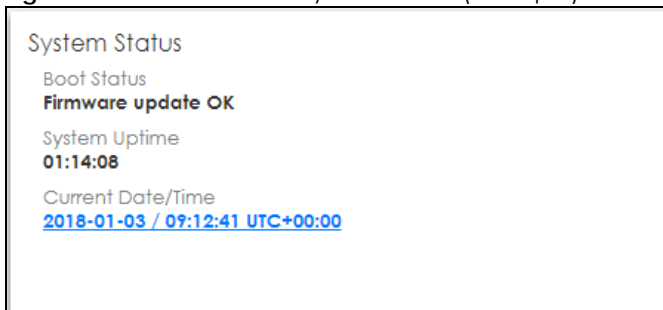 System Status
Boot Status
Firmware update OK
System Uptime
01:14:08
Current Date/Time
2018-01-03 / 09:12:41 UTC+00:00